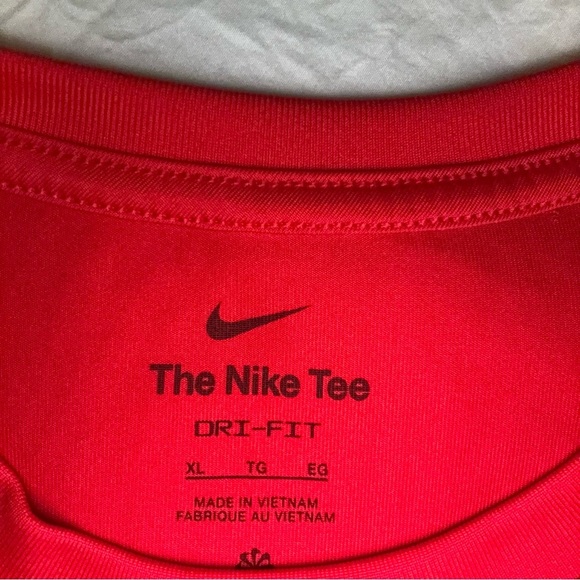 The Nike Tee
DRI-FIT
XL TG EG
MADE IN VIETNAM
FABRIQUE AU VIETNAM